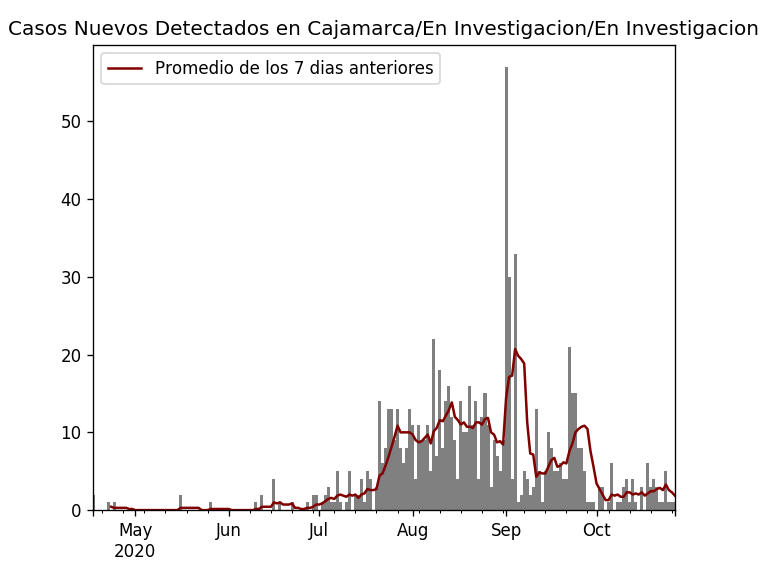 Casos Nuevos Detectados en Cajamarca/En Investigacion/En Investigacion
Promedio de los 7 dias anteriores
50
40
30
20
10
0
May Jun Jul Aug Sep Oct
2020